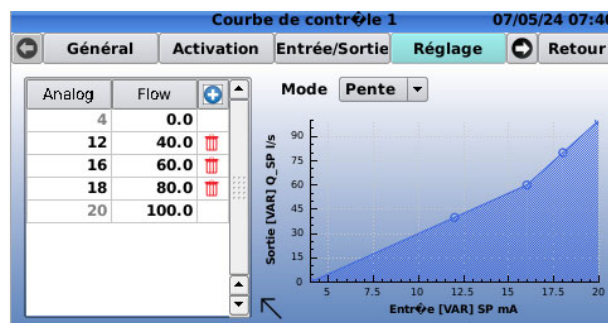 Courbe de contr�le 1 07/05/24 07:40
Général Activation Entrée/Sortie Réglage Retour
Mode Pente
Analog Flow
4 0.0
12 40.0
16 60.0
18 80.0
20 100.0
Sortie [VAR] Q_SP l/s
90
75
60
45
30
15
0
5 7.5 10 12.5 15 17.5 20
Entr�e [VAR] SP mA